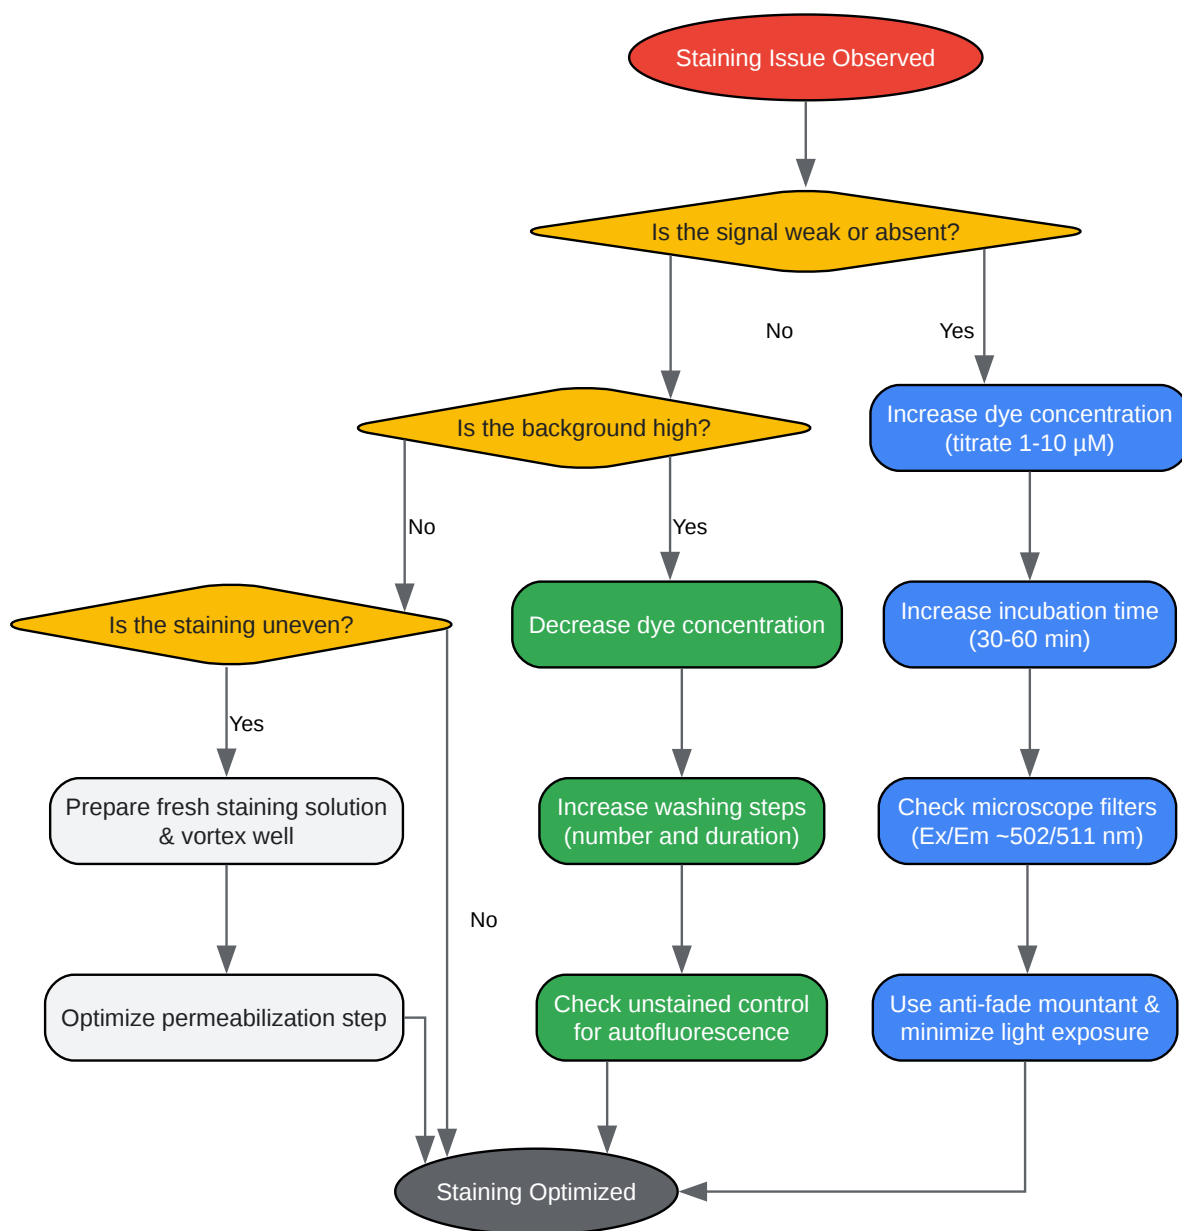 Staining Issue Observed
Is the signal weak or absent?
No
Yes
Is the background high?
Increase dye concentration
(titrate 1-10 µM)
No
Yes
Is the staining uneven?
Decrease dye concentration
Increase incubation time
(30-60 min)
Yes
Prepare fresh staining solution
& vortex well
Increase washing steps
(number and duration)
Check microscope filters
(Ex/Em ~502/511 nm)
No
Optimize permeabilization step
Check unstained control
for autofluorescence
Use anti-fade mountant &
minimize light exposure
Staining Optimized